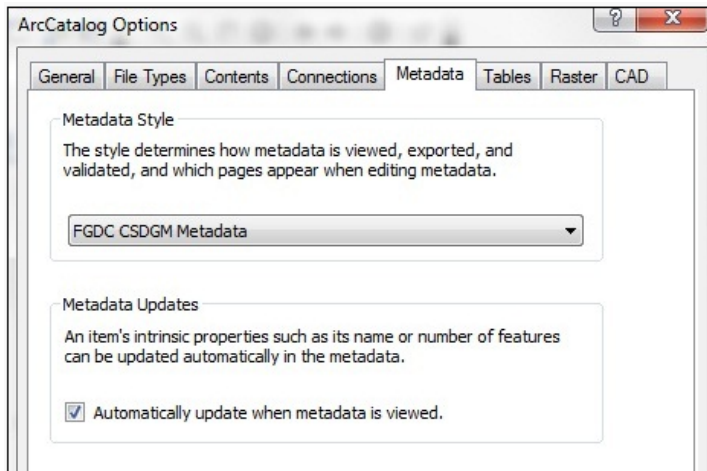 ArcCatalog Options
General File Types Contents Connections Metadata Tables Raster CAD
Metadata Style
The style determines how metadata is viewed, exported, and
validated, and which pages appear when editing metadata.
FGDC CSDGM Metadata
Metadata Updates
An item's intrinsic properties such as its name or number of features
can be updated automatically in the metadata.
Automatically update when metadata is viewed.